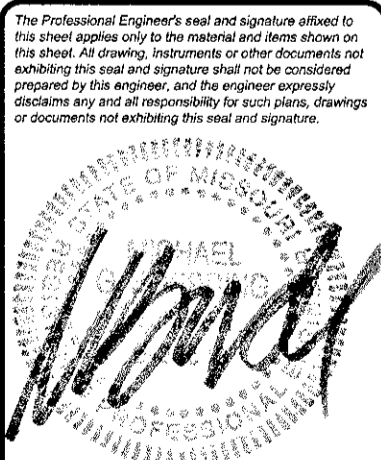 The Professional Engineer's seal and signature affixed to
this sheet applies only to the material and items shown on
this sheet. All drawing, instruments or other documents not
exhibiting this seal and signature shall not be considered
prepared by this engineer, and the engineer expressly
disclaims any and all responsibility for such plans, drawings
or documents not exhibiting this seal and signature.
STATE OF MISSOURI
MICHAEL
PROFESSIONAL